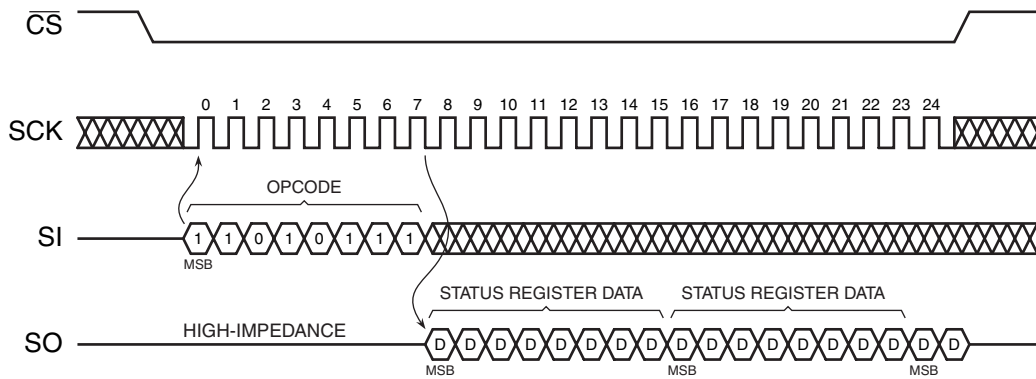 CS
0 1 2 3 4 5 6 7 8 9 10 11 12 13 14 15 16 17 18 19 20 21 22 23 24
SCK
OPCODE
SI
1 1 0 1 0 1 1 1
MSB
STATUS REGISTER DATA STATUS REGISTER DATA
HIGH-IMPEDANCE
SO
D D D D D D D D D D D D D D D D D D
MSB MSB MSB